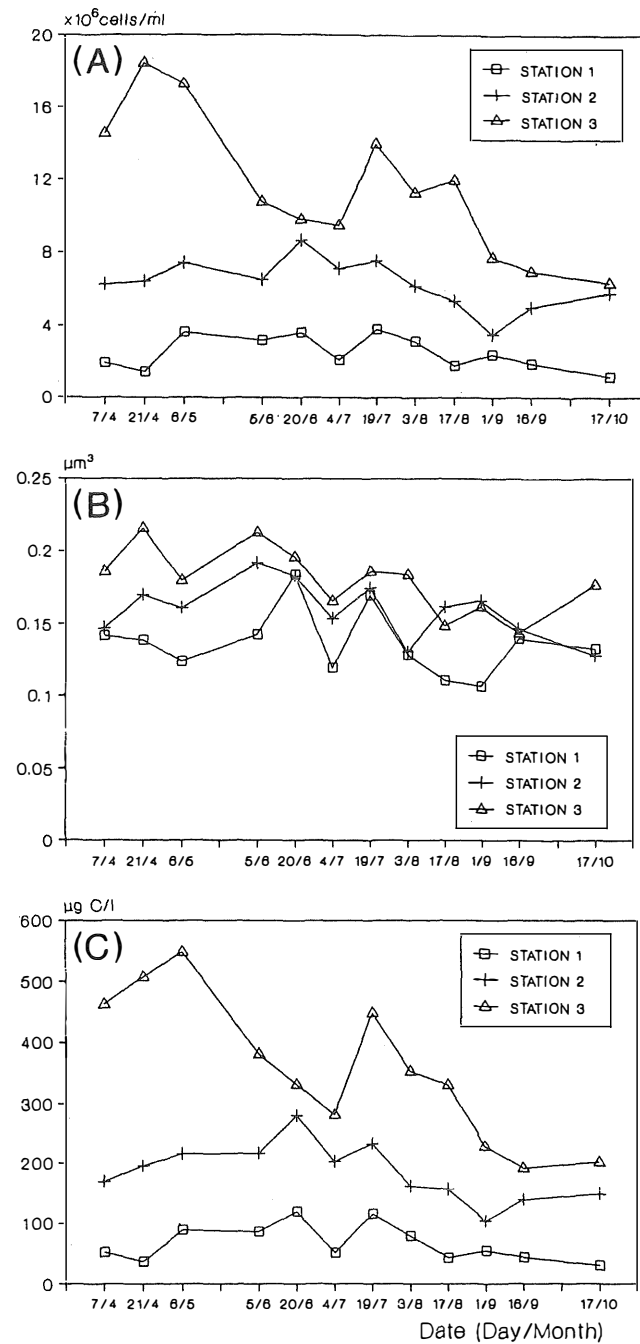 ×10⁶cells/ml
(A)
20
16
12
8
4
0
STATION 1
STATION 2
STATION 3
7/4 21/4 6/5 5/6 20/6 4/7 19/7 3/8 17/8 1/9 16/9 17/10
µm³
(B)
0.25
0.2
0.15
0.1
0.05
0
STATION 1
STATION 2
STATION 3
7/4 21/4 6/5 5/6 20/6 4/7 19/7 3/8 17/8 1/9 16/9 17/10
µg C/l
(C)
600
500
400
300
200
100
0
STATION 1
STATION 2
STATION 3
7/4 21/4 6/5 5/6 20/6 4/7 19/7 3/8 17/8 1/9 16/9 17/10
Date (Day/Month)